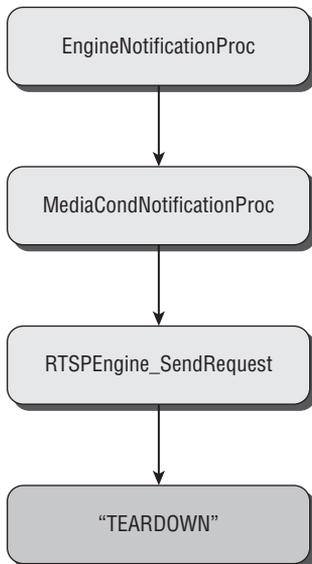 EngineNotificationProc
MediaCondNotificationProc
RTSPEngine_SendRequest
“TEARDOWN”